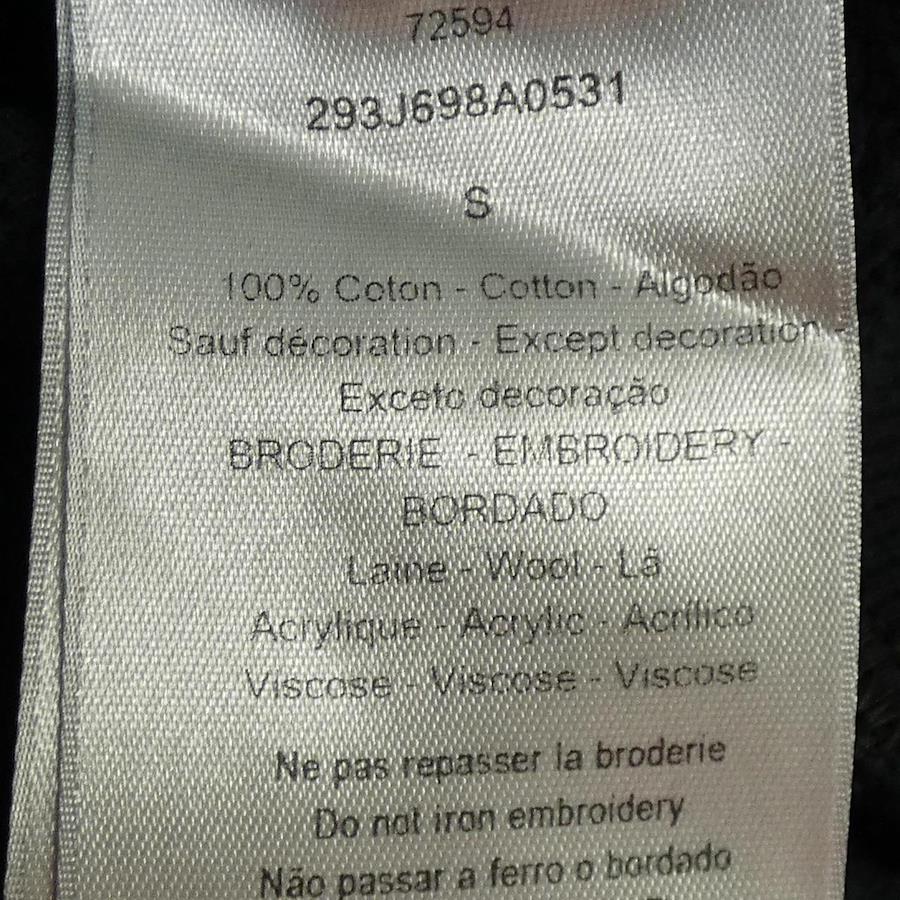 72594
293J698A0531
S
100% Coton - Cotton - Algodão
Sauf décoration - Except decoration -
Exceto decoração
BRODERIE - EMBROIDERY -
BORDADO
Laine - Wool - Lã
Acrylique - Acrylic - Acrílico
Viscose - Viscose - Viscose
Ne pas repasser la broderie
Do not iron embroidery
Não passar a ferro o bordado